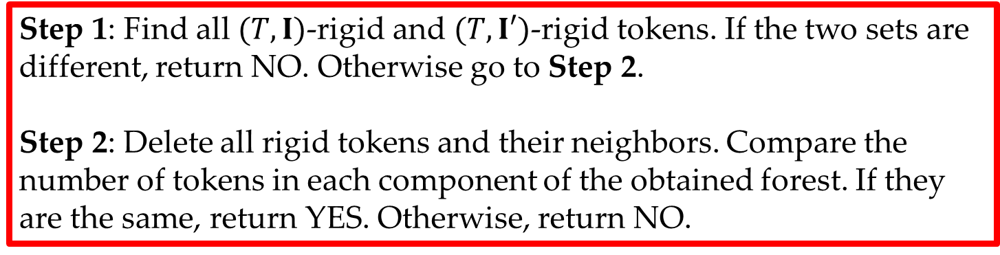 Step 1: Find all (T, I)-rigid and (T, I′)-rigid tokens. If the two sets are
different, return NO. Otherwise go to Step 2.
Step 2: Delete all rigid tokens and their neighbors. Compare the
number of tokens in each component of the obtained forest. If they
are the same, return YES. Otherwise, return NO.